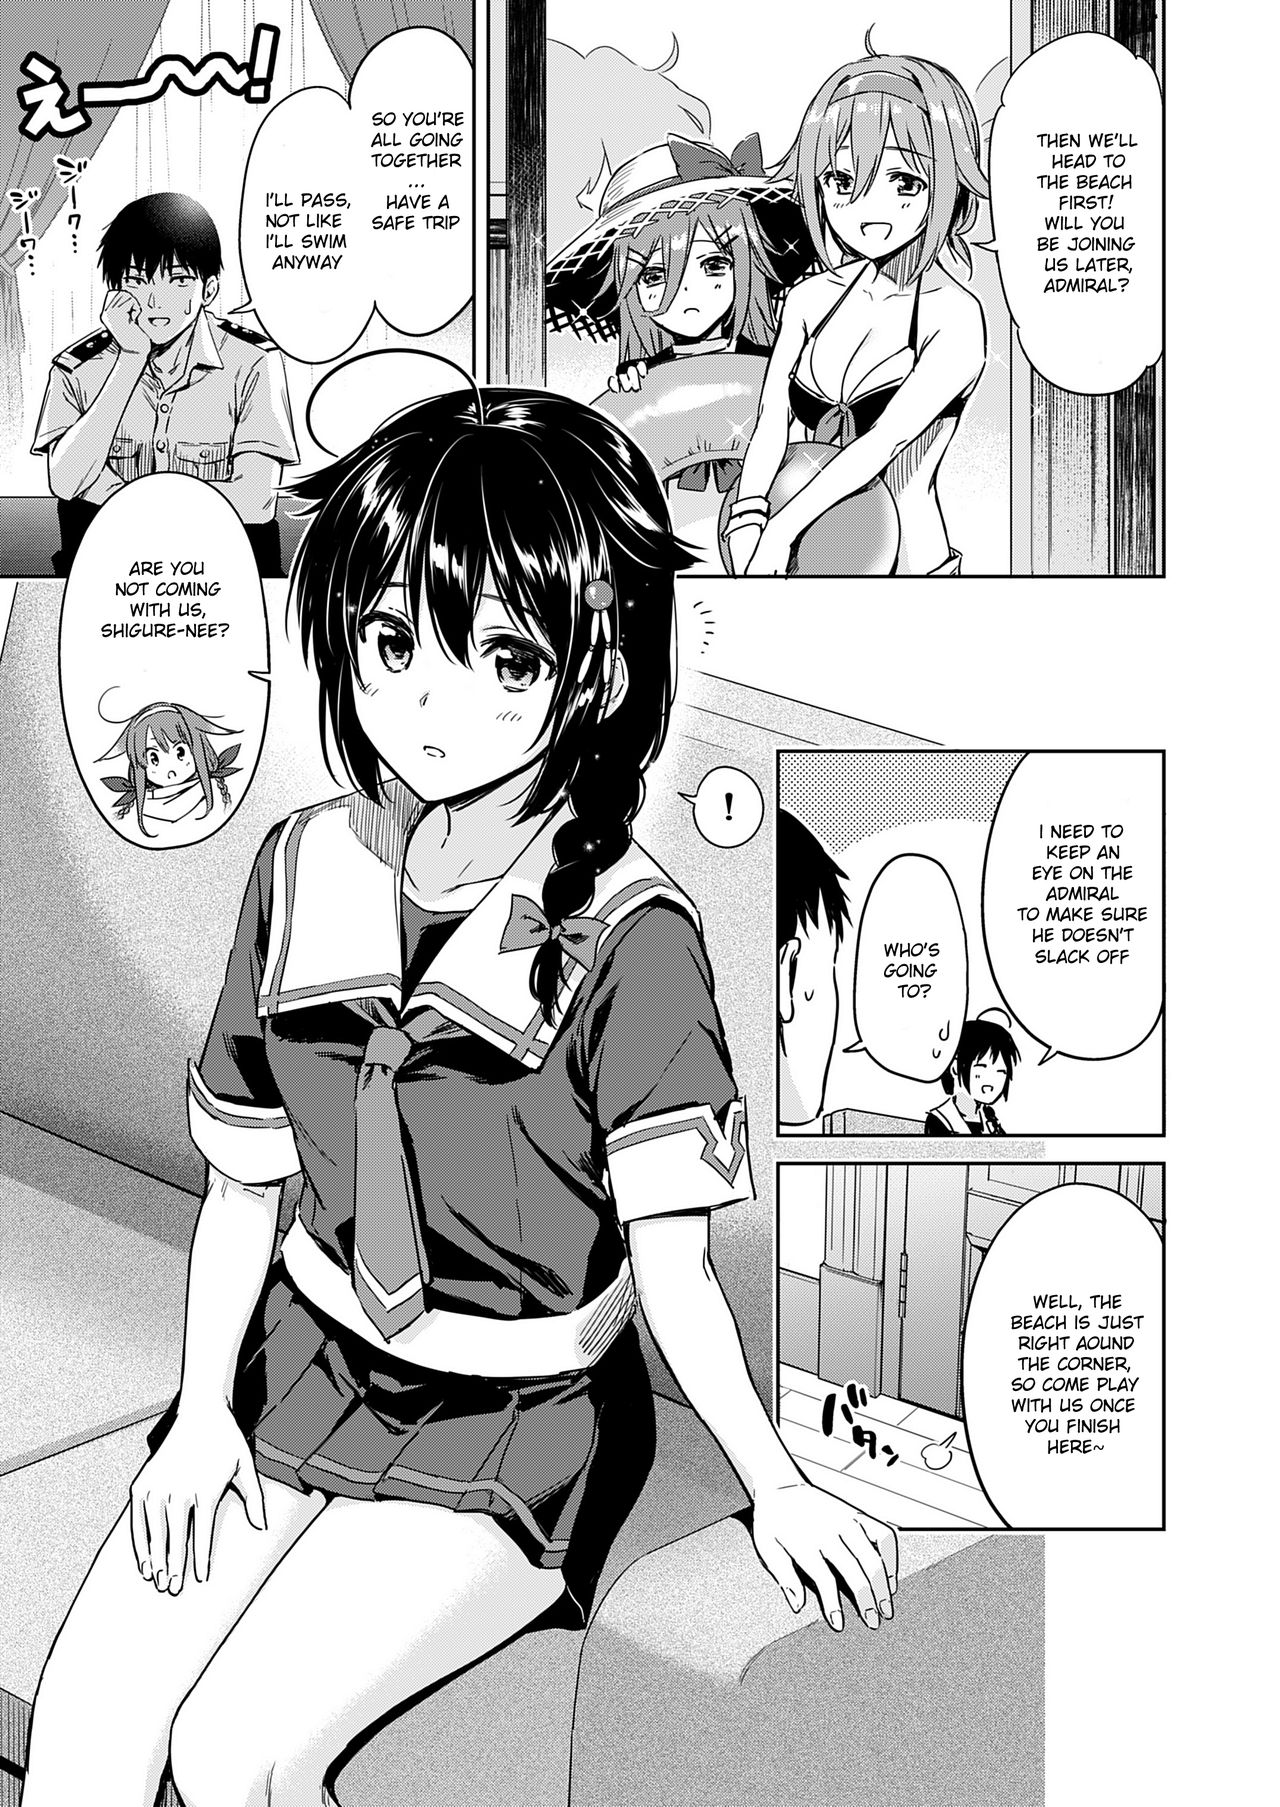 THEN WE'LL
HEAD TO
THE BEACH
FIRST!
WILL YOU
BE JOINING
US LATER,
ADMIRAL?
SO YOU'RE
ALL GOING
TOGETHER
...
HAVE A
SAFE TRIP
I'LL PASS,
NOT LIKE
I'LL SWIM
ANYWAY
えー〜!
ジーワ
ジーワ…
ARE YOU
NOT COMING
WITH US,
SHIGURE-NEE?
!
I NEED TO
KEEP AN
EYE ON THE
ADMIRAL
TO MAKE SURE
HE DOESN'T
SLACK OFF
WHO'S
GOING
TO?
WELL, THE
BEACH IS JUST
RIGHT AOUND
THE CORNER,
SO COME PLAY
WITH US ONCE
YOU FINISH
HERE~
バタン